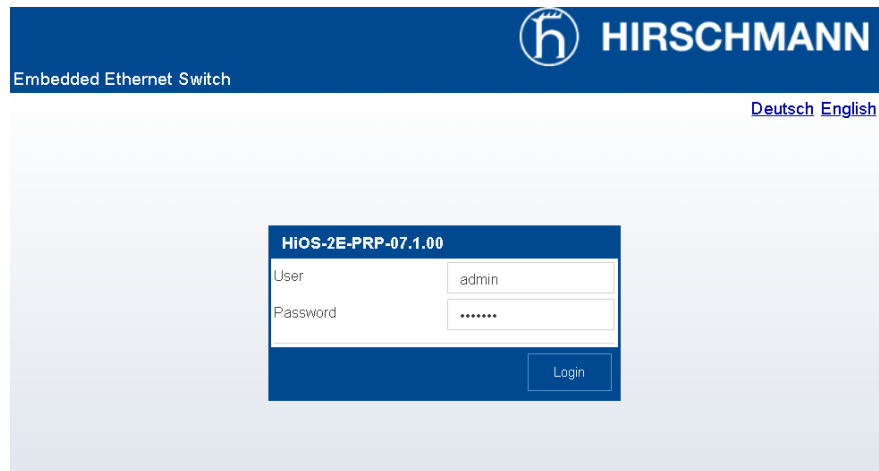 HIRSCHMANN
Embedded Ethernet Switch
Deutsch English
HiOS-2E-PRP-07.1.00
User admin
Password •••••••
Login